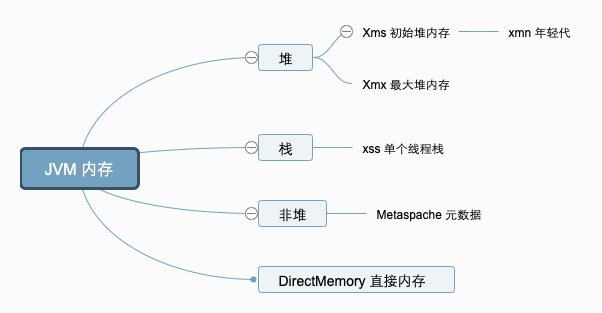 JVM 内存
堆
Xms 初始堆内存
xmn 年轻代
Xmx 最大堆内存
栈
xss 单个线程栈
非堆
Metaspache 元数据
DirectMemory 直接内存